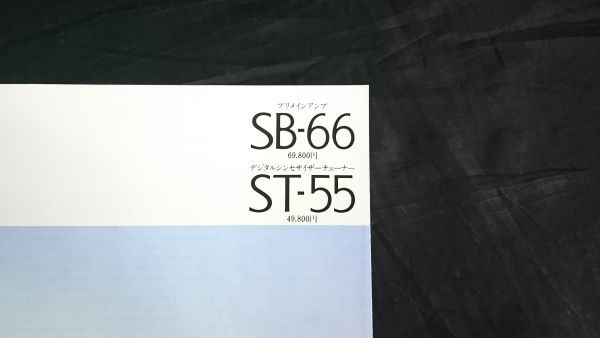 プリメインアンプ
SB-66
69,800円
デジタルシンセサイザーチューナー
ST-55
49,800円